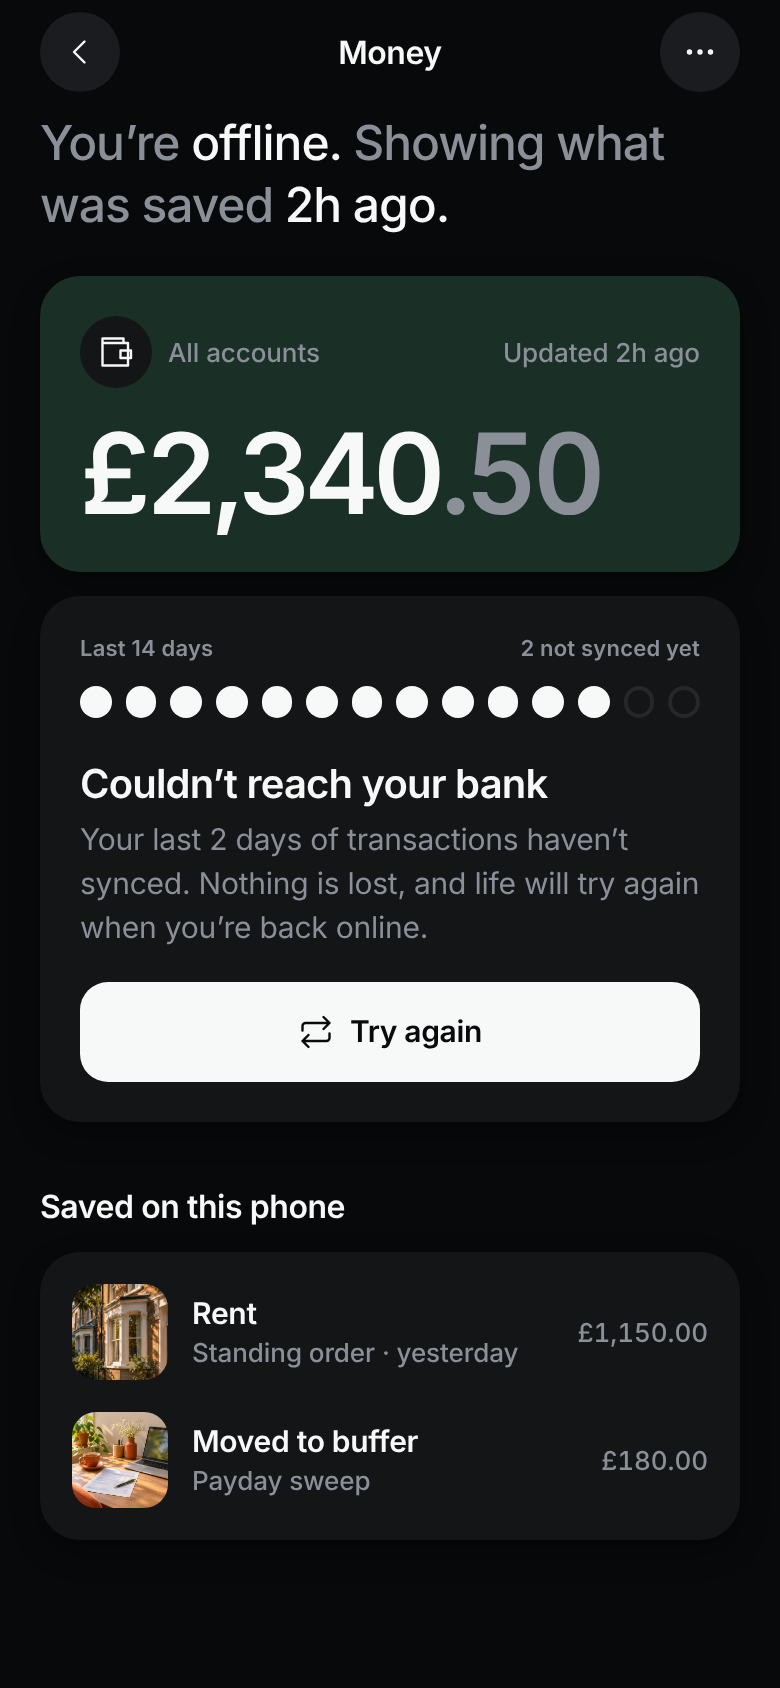 Money
You’re offline. Showing what
was saved 2h ago.
All accounts
Updated 2h ago
£2,340.50
Last 14 days
2 not synced yet
Couldn’t reach your bank
Your last 2 days of transactions haven’t
synced. Nothing is lost, and life will try again
when you’re back online.
Try again
Saved on this phone
Rent
Standing order · yesterday
£1,150.00
Moved to buffer
Payday sweep
£180.00